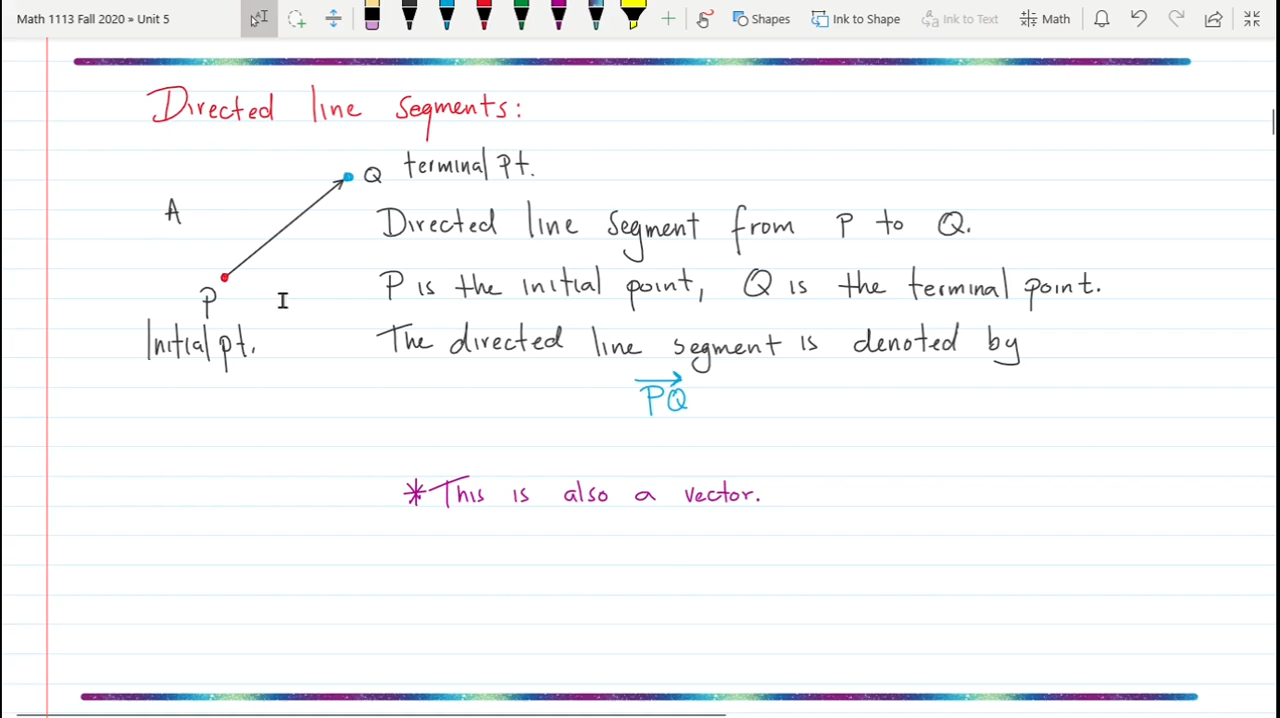 Math 1113 Fall 2020 » Unit 5
Shapes
Ink to Shape
Ink to Text
Math
Directed line segments:
Q terminal pt.
A
Directed line segment from P to Q.
P is the initial point, Q is the terminal point.
P
Initial pt.
The directed line segment is denoted by
PQ
*This is also a vector.